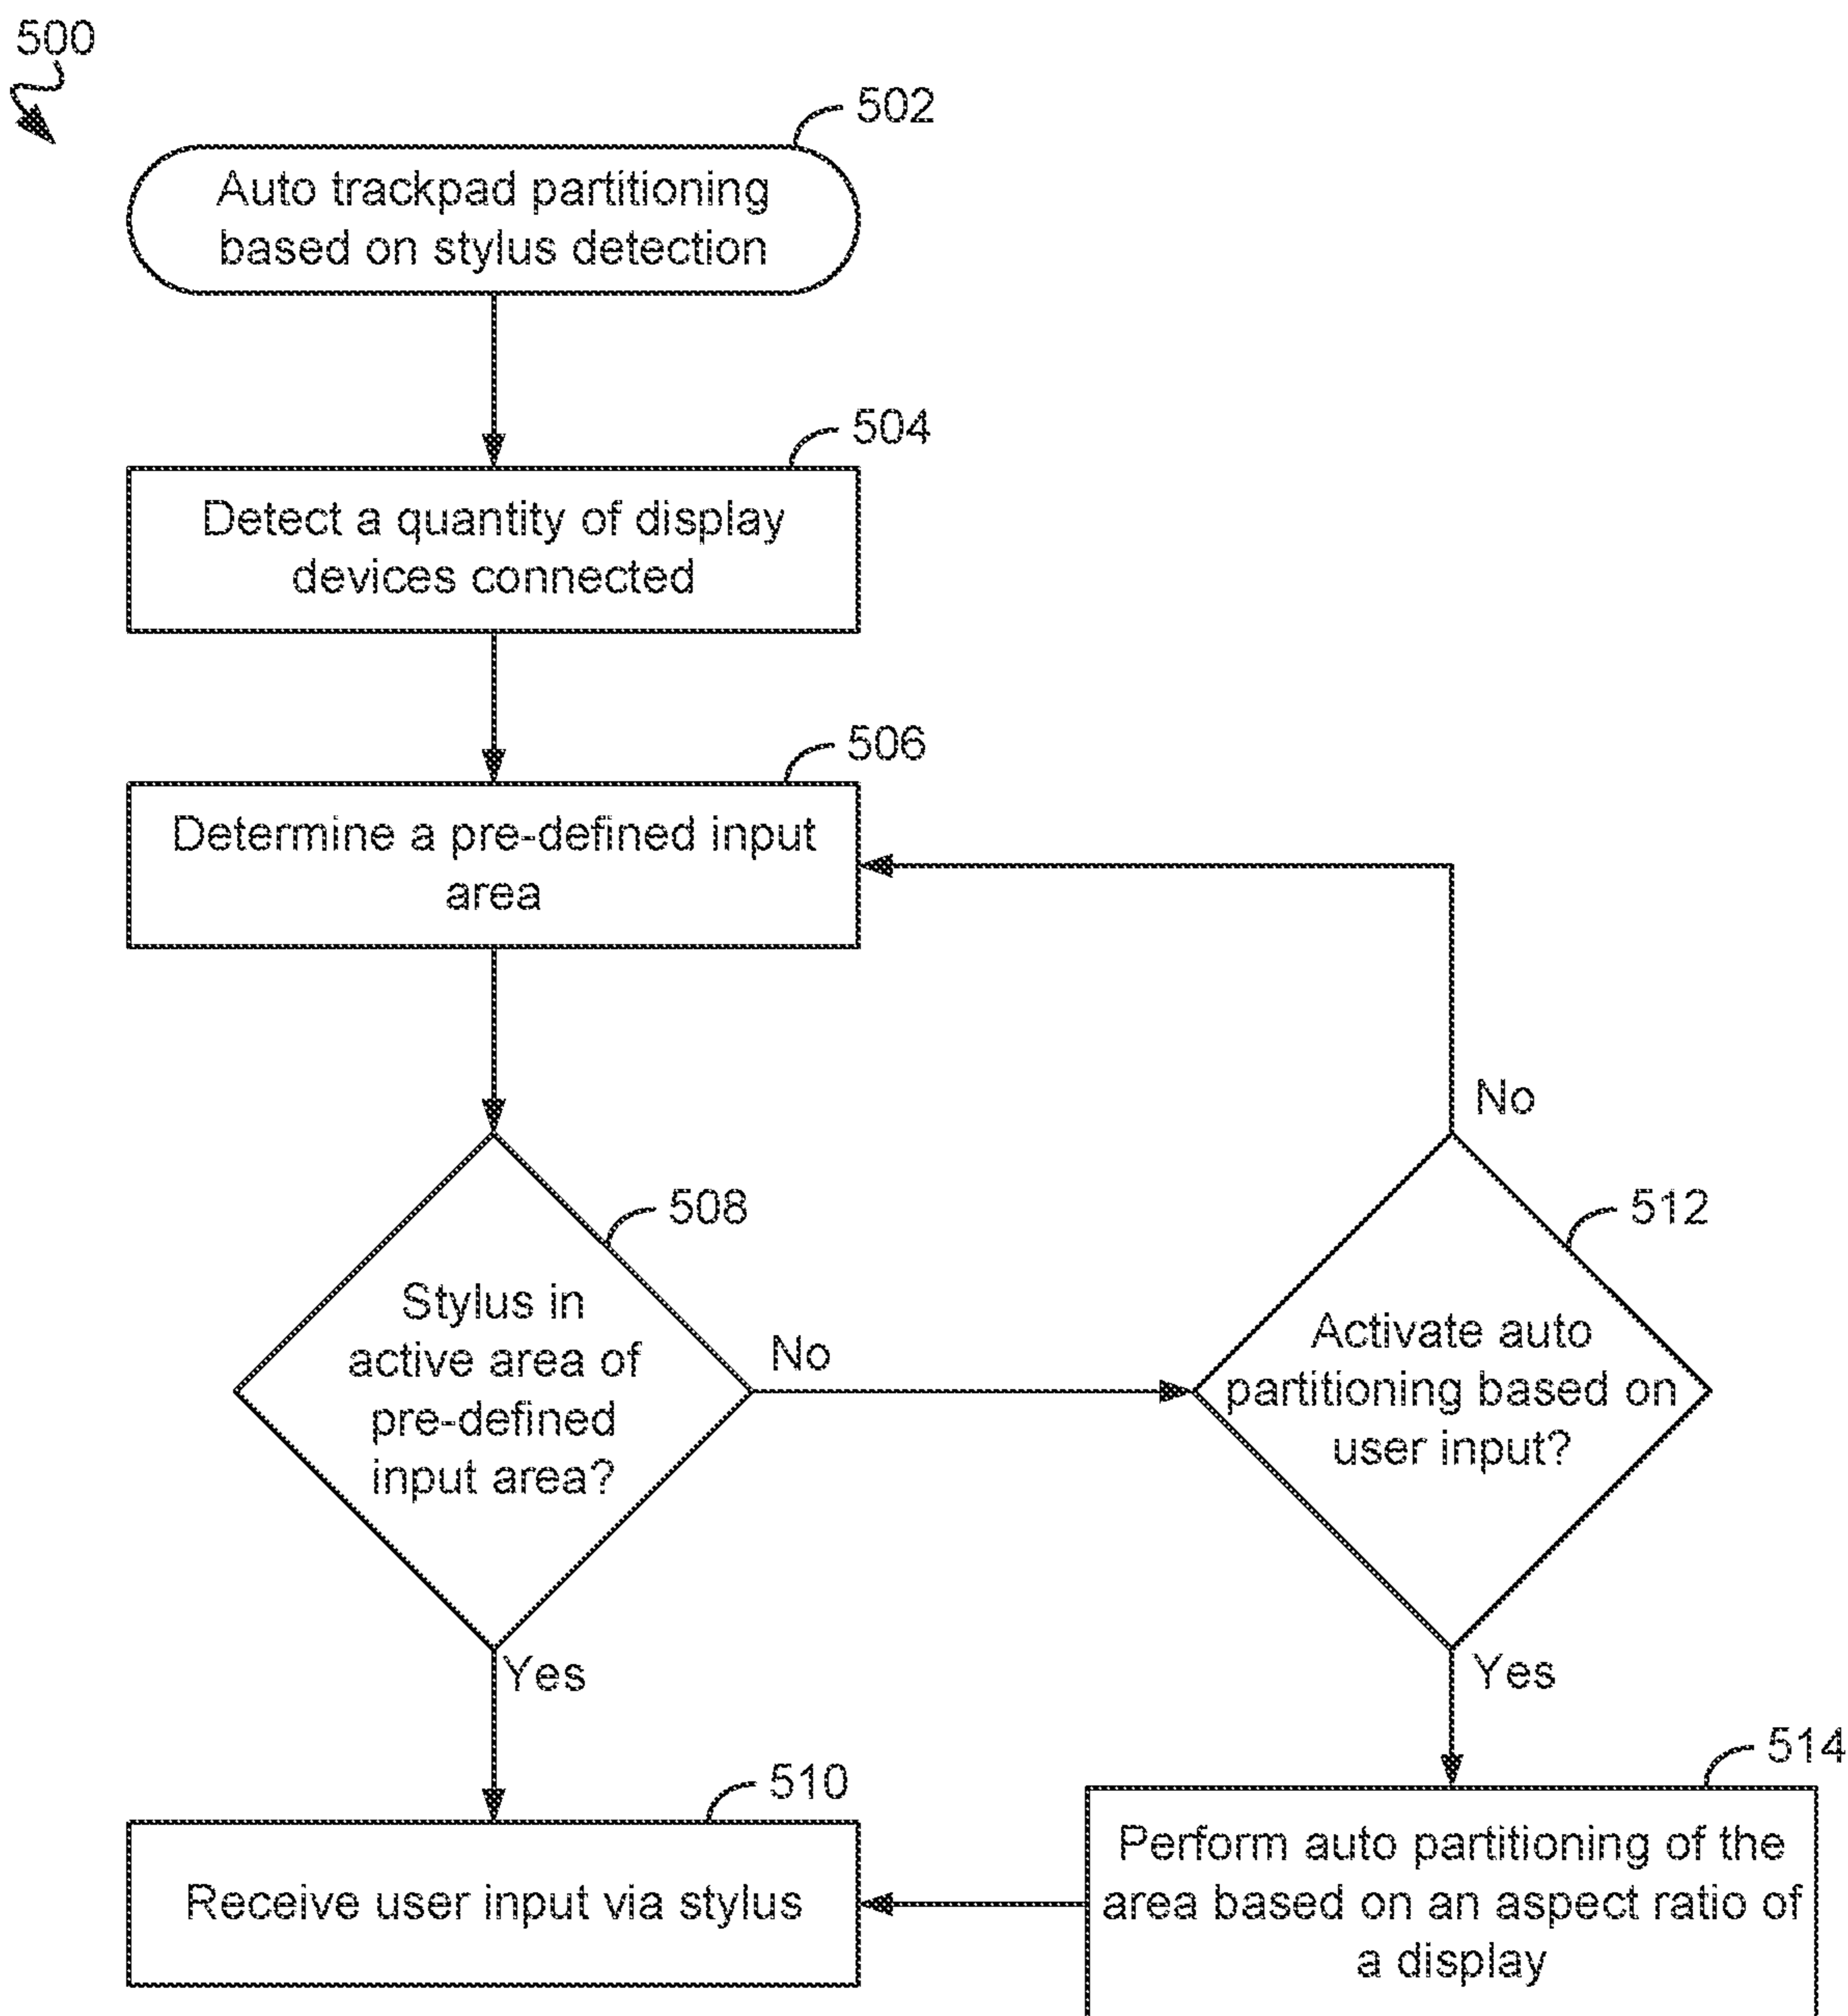 500
502
Auto trackpad partitioning
based on stylus detection
504
Detect a quantity of display
devices connected
506
Determine a pre-defined input
area
508
Stylus in
active area of
pre-defined
input area?
No
Yes
512
Activate auto
partitioning based on
user input?
No
Yes
510
Receive user input via stylus
514
Perform auto partitioning of the
area based on an aspect ratio of
a display